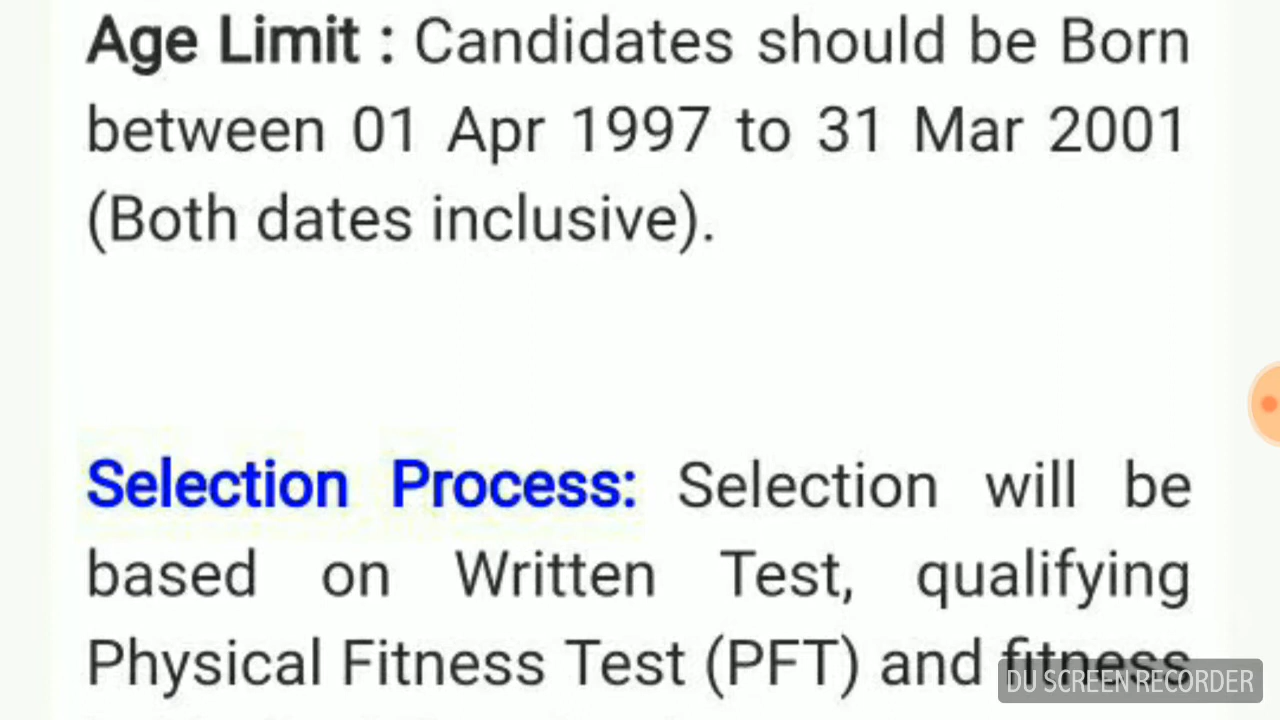 Age Limit : Candidates should be Born
between 01 Apr 1997 to 31 Mar 2001
(Both dates inclusive).
Selection Process: Selection will be
based on Written Test, qualifying
Physical Fitness Test (PFT) and fitness
DU SCREEN RECORDER